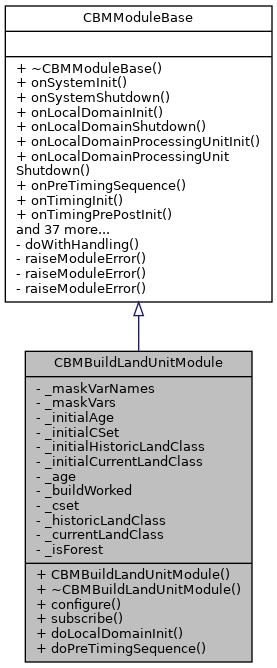 CBMModuleBase
+ ~CBMModuleBase()
+ onSystemInit()
+ onSystemShutdown()
+ onLocalDomainInit()
+ onLocalDomainShutdown()
+ onLocalDomainProcessingUnitInit()
+ onLocalDomainProcessingUnit
Shutdown()
+ onPreTimingSequence()
+ onTimingInit()
+ onTimingPrePostInit()
and 37 more...
- doWithHandling()
- raiseModuleError()
- raiseModuleError()
- raiseModuleError()
CBMBuildLandUnitModule
- _maskVarNames
- _maskVars
- _initialAge
- _initialCSet
- _initialHistoricLandClass
- _initialCurrentLandClass
- _age
- _buildWorked
- _cset
- _historicLandClass
- _currentLandClass
- _isForest
+ CBMBuildLandUnitModule()
+ ~CBMBuildLandUnitModule()
+ configure()
+ subscribe()
+ doLocalDomainInit()
+ doPreTimingSequence()